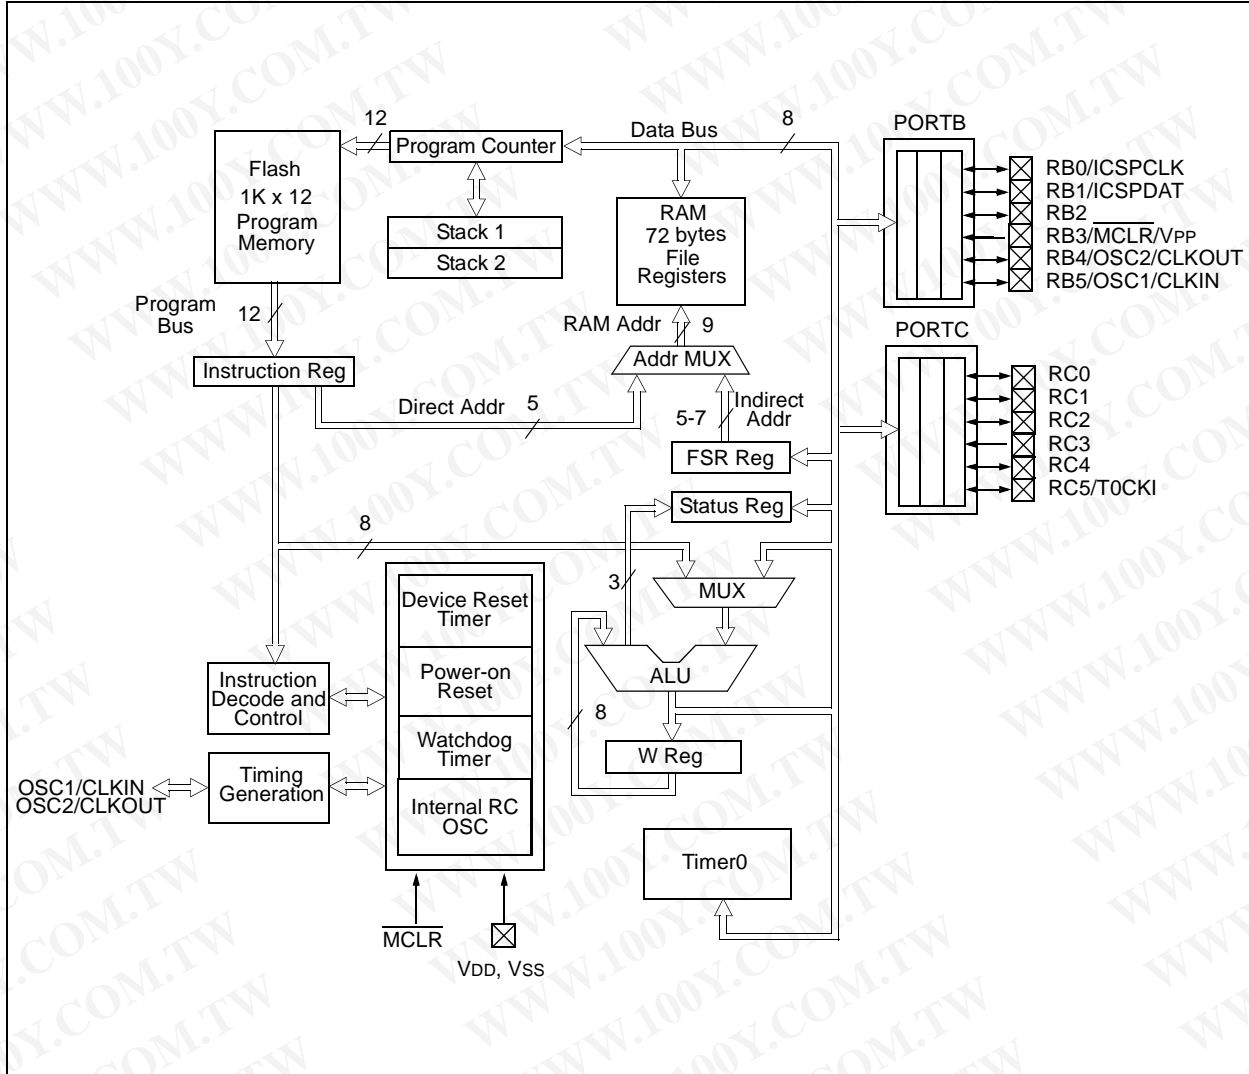 12
Program Counter
Data Bus
8
PORTB
Flash
1K x 12
Program
Memory
Stack 1
Stack 2
RAM
72 bytes
File
Registers
RB0/ICSPCLK
RB1/ICSPDAT
RB2
RB3/MCLR/VPP
RB4/OSC2/CLKOUT
RB5/OSC1/CLKIN
Program
Bus
12
RAM Addr
9
PORTC
Instruction Reg
Addr MUX
Direct Addr
5
5-7
Indirect
Addr
RC0
RC1
RC2
RC3
RC4
RC5/T0CKI
FSR Reg
Status Reg
8
3
MUX
Device Reset
Timer
Power-on
Reset
Watchdog
Timer
Internal RC
OSC
ALU
Instruction
Decode and
Control
8
W Reg
OSC1/CLKIN
OSC2/CLKOUT
Timing
Generation
Timer0
MCLR
VDD, VSS
WWW.100Y.COM.TW